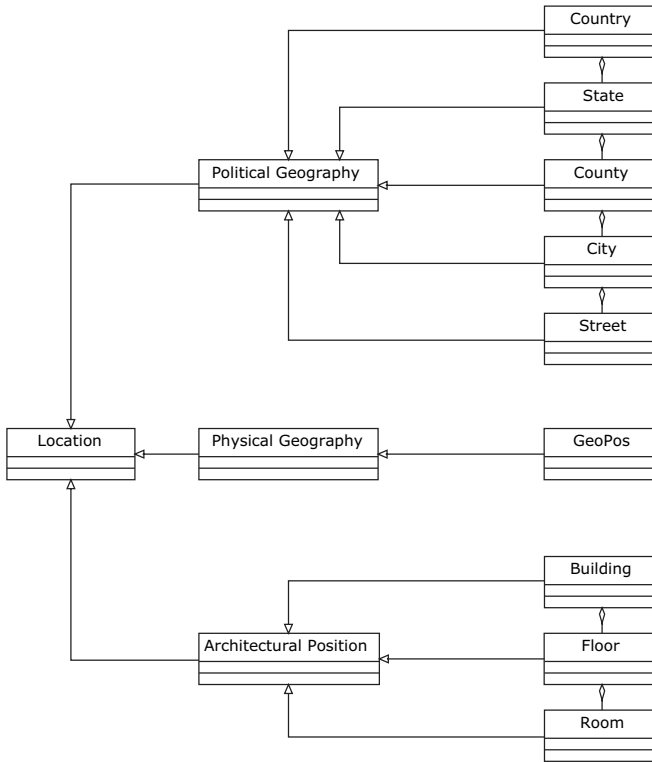 Country
State
Political Geography
County
City
Street
Location
Physical Geography
GeoPos
Building
Architectural Position
Floor
Room